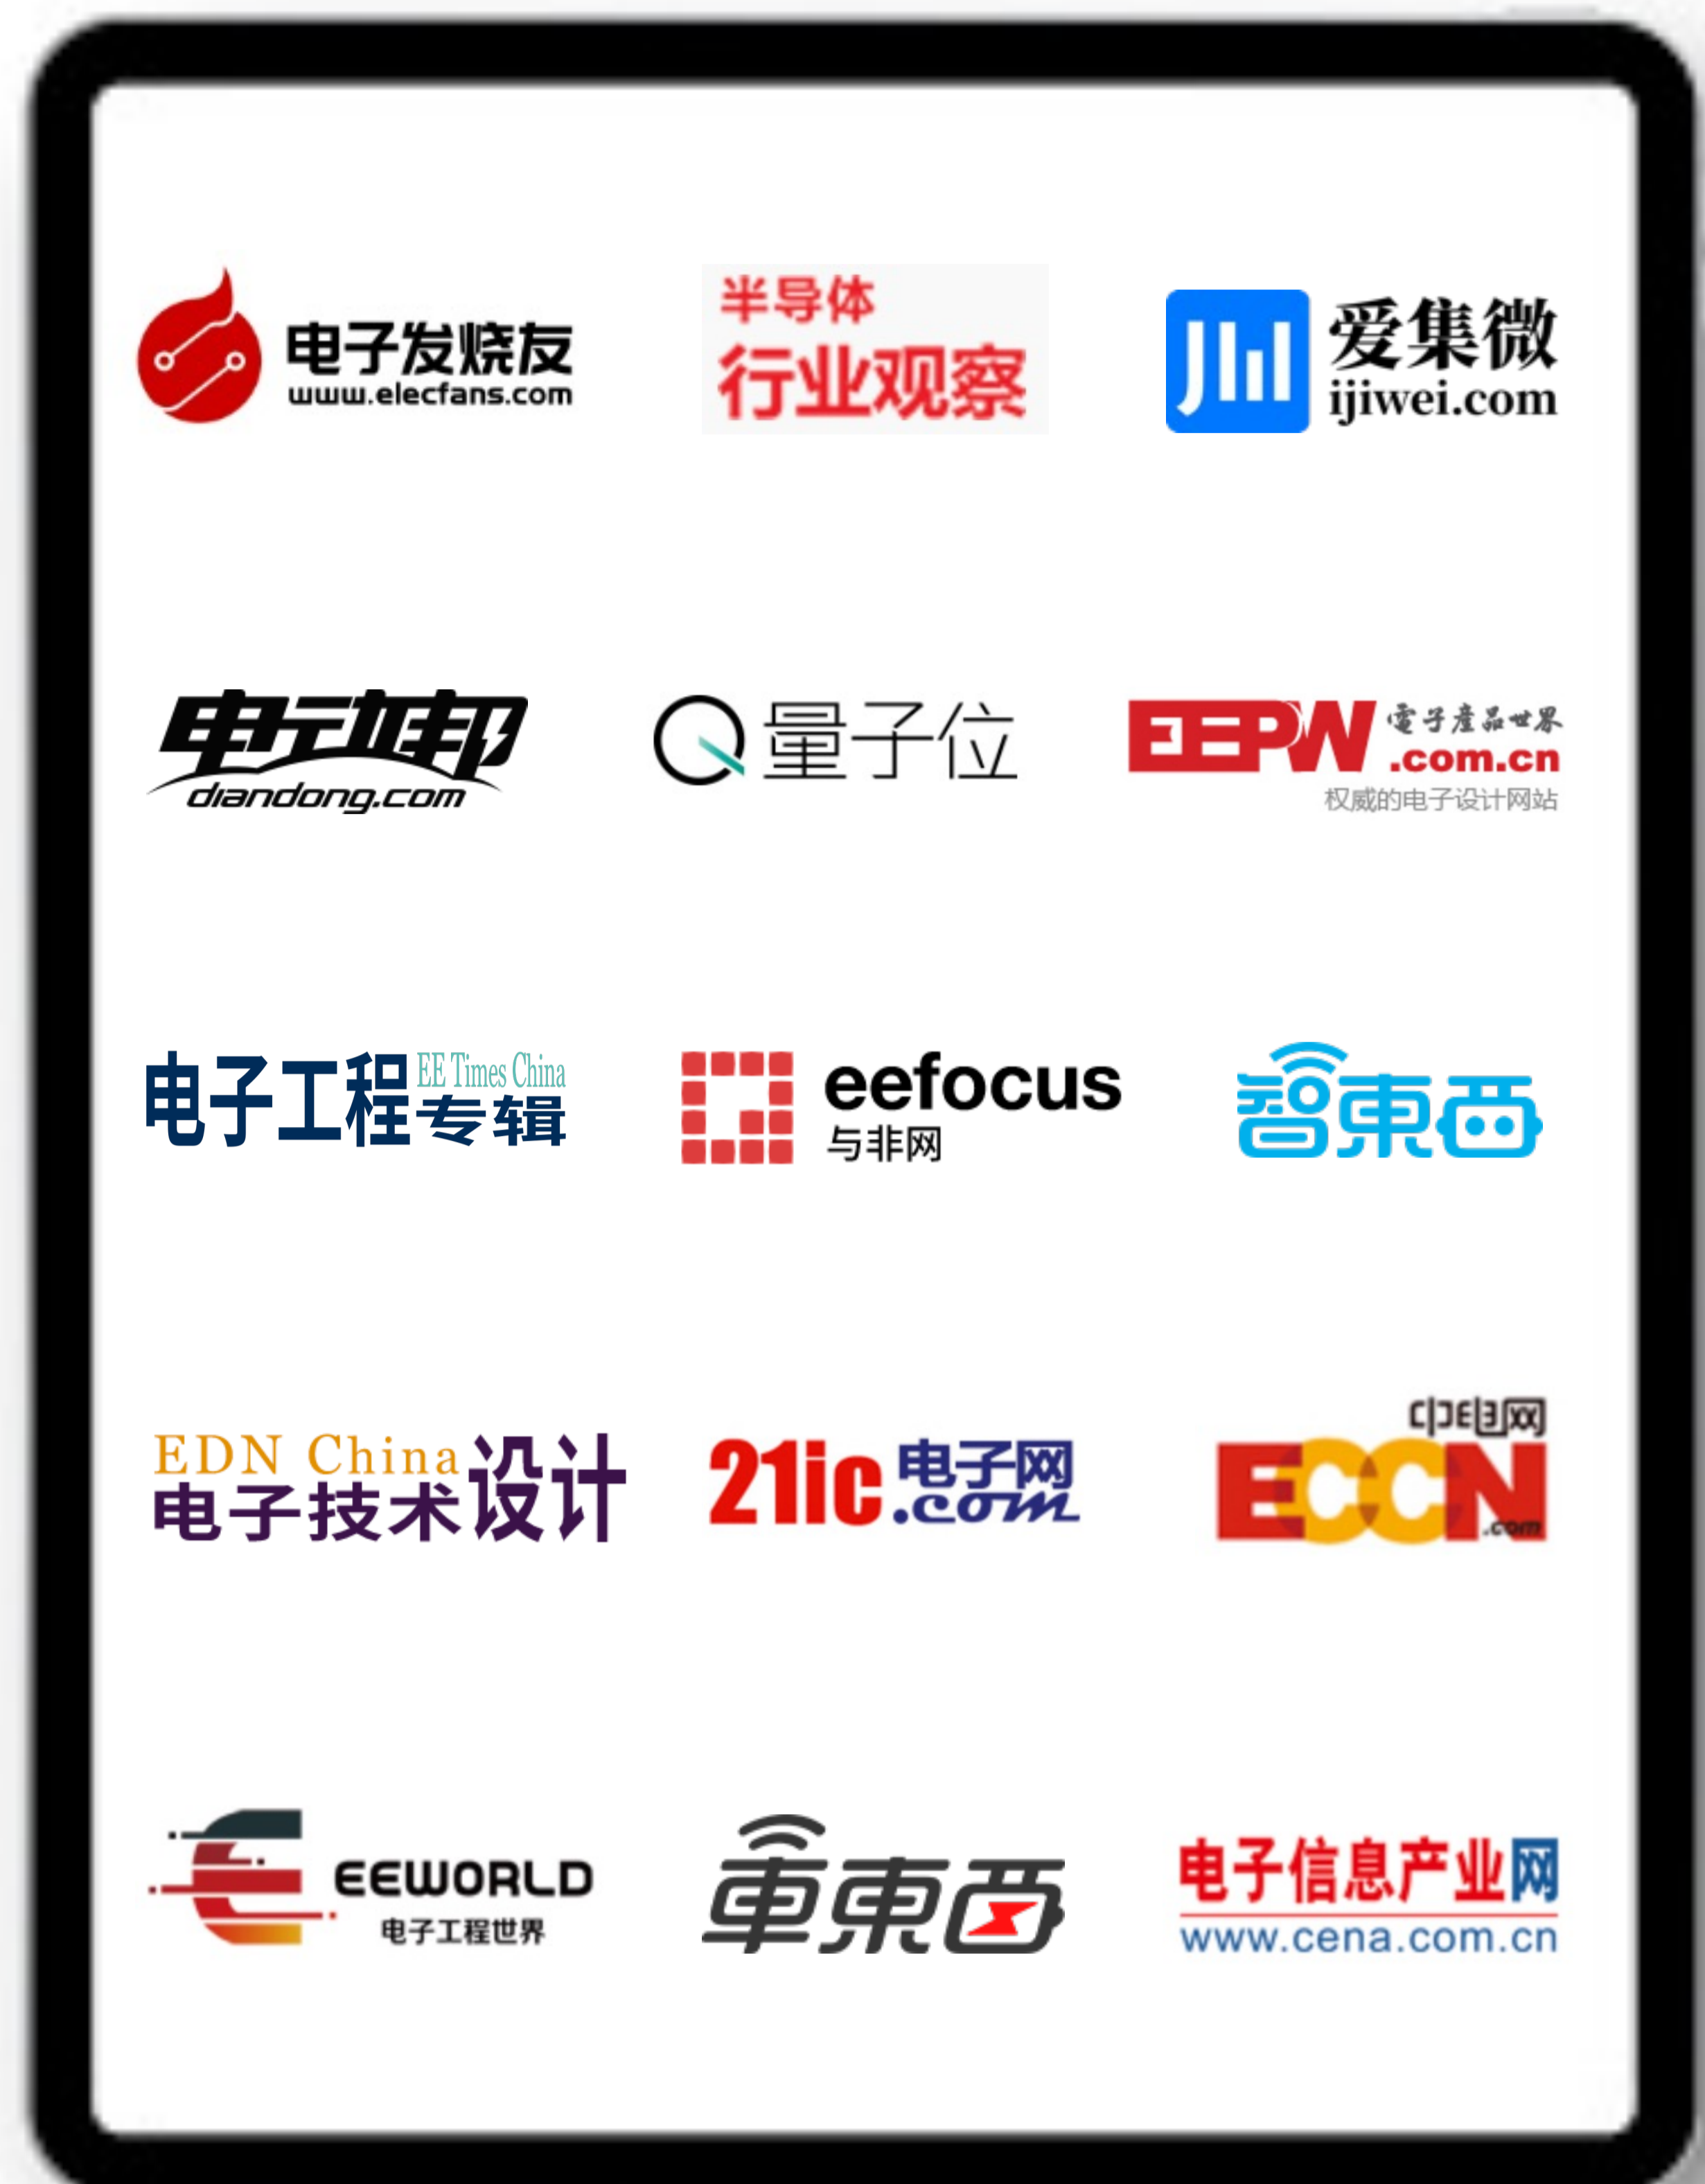 电子发烧友
www.elecfans.com
半导体
行业观察
爱集微
ijiwei.com
电动邦
diandong.com
量子位
EEPW 電子產品世界
.com.cn
权威的电子设计网站
电子工程 EE Times China
专辑
eefocus
与非网
智東西
EDN China 设计
电子技术
21ic 电子网
.com
中电网
ECCN
.com
EEWORLD
电子工程世界
車東西
电子信息产业网
www.cena.com.cn